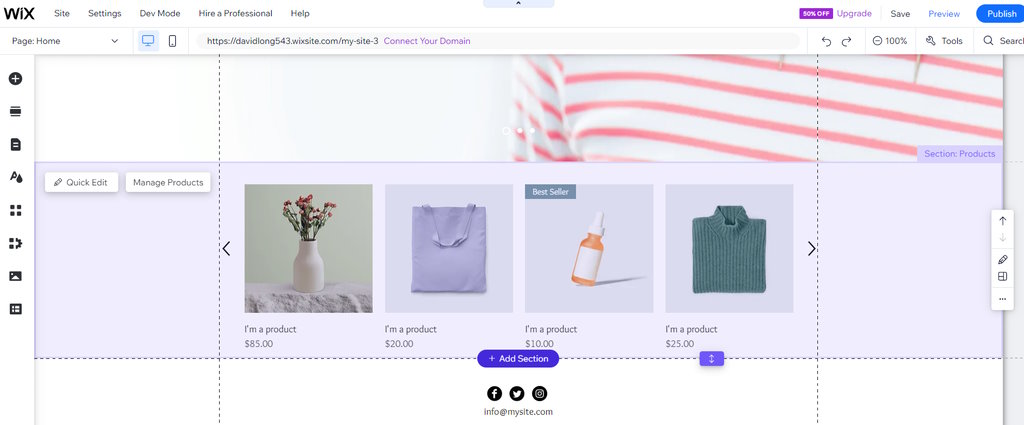 WiX
Site
Settings
Dev Mode
Hire a Professional
Help
50% OFF
Upgrade
Save
Preview
Publish
Page: Home
https://davidlong543.wixsite.com/my-site-3 Connect Your Domain
100%
Tools
Search
Section: Products
Quick Edit
Manage Products
Best Seller
I'm a product
$85.00
I'm a product
$20.00
I'm a product
$10.00
I'm a product
$25.00
+ Add Section
info@mysite.com